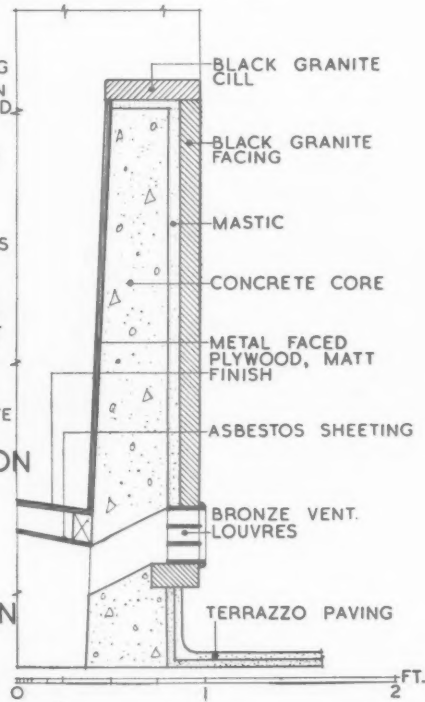 G
N
D
BLACK GRANITE
CILL
BLACK GRANITE
FACING
MASTIC
S
CONCRETE CORE
METAL FACED
PLYWOOD, MATT
FINISH
TE
ASBESTOS SHEETING
ON
BRONZE VENT.
LOUVRES
N
TERRAZZO PAVING
0 1 2 FT.